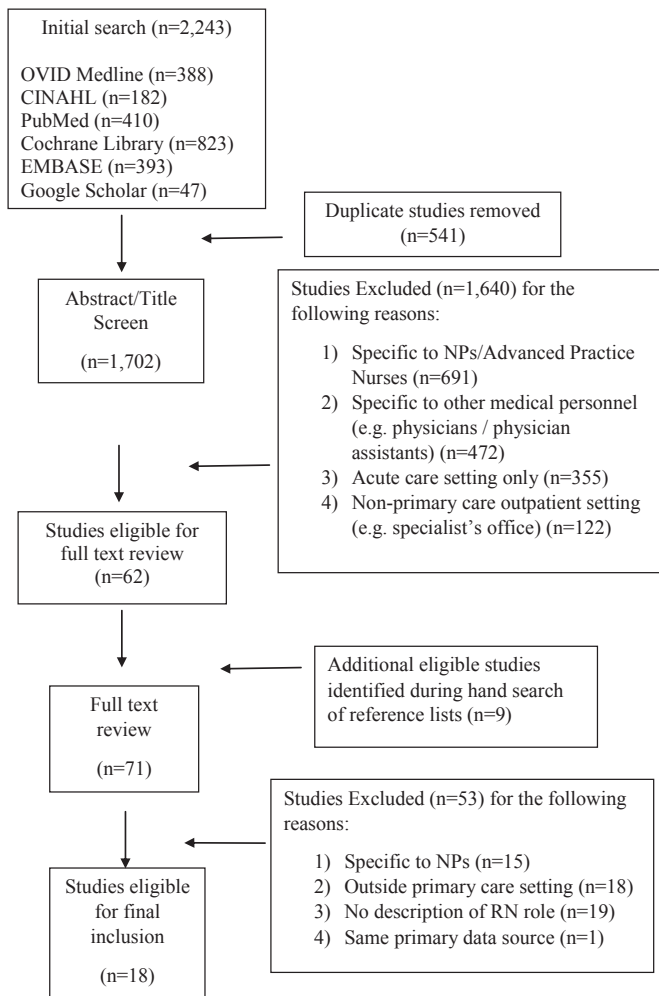 Initial search (n=2,243)
OVID Medline (n=388)
CINAHL (n=182)
PubMed (n=410)
Cochrane Library (n=823)
EMBASE (n=393)
Google Scholar (n=47)
Duplicate studies removed
(n=541)
Abstract/Title
Screen
(n=1,702)
Studies Excluded (n=1,640) for the
following reasons:
1) Specific to NPs/Advanced Practice
Nurses (n=691)
2) Specific to other medical personnel
(e.g. physicians / physician
assistants) (n=472)
3) Acute care setting only (n=355)
4) Non-primary care outpatient setting
(e.g. specialist's office) (n=122)
Studies eligible for
full text review
(n=62)
Additional eligible studies
identified during hand search
of reference lists (n=9)
Full text
review
(n=71)
Studies Excluded (n=53) for the following
reasons:
1) Specific to NPs (n=15)
2) Outside primary care setting (n=18)
3) No description of RN role (n=19)
4) Same primary data source (n=1)
Studies eligible
for final
inclusion
(n=18)